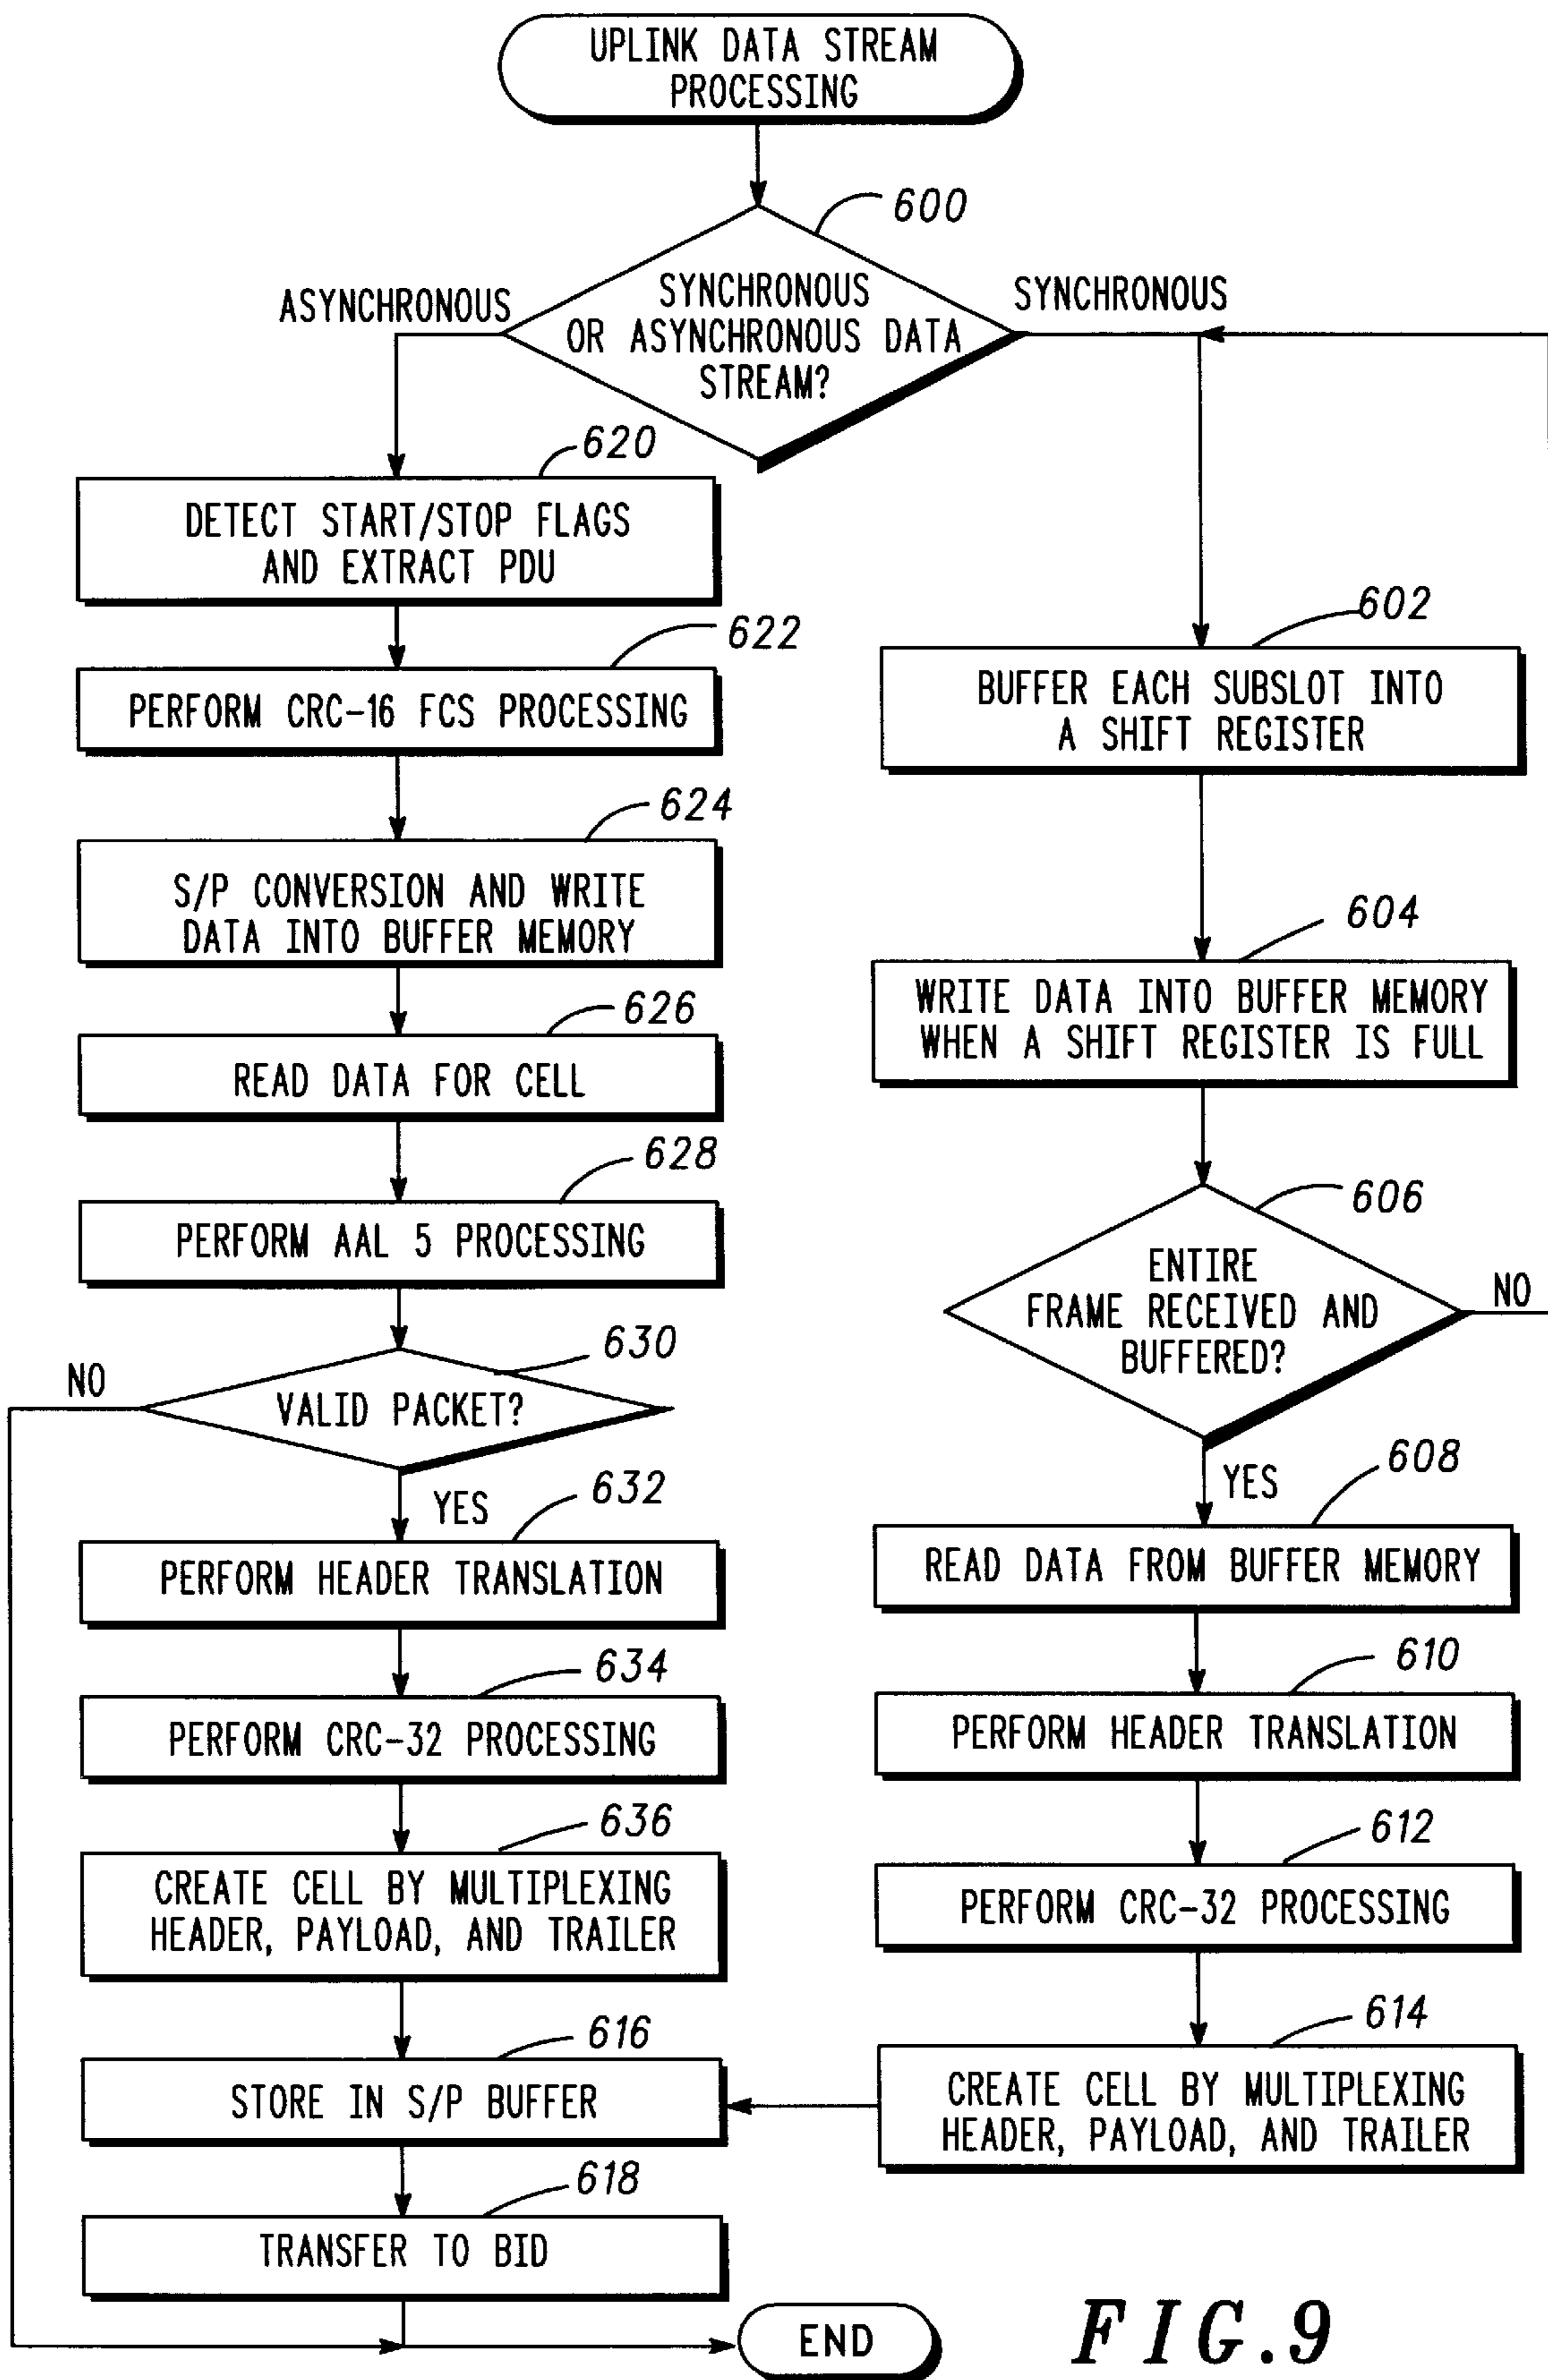 UPLINK DATA STREAM
PROCESSING
600
ASYNCHRONOUS
SYNCHRONOUS
OR ASYNCHRONOUS DATA
STREAM?
SYNCHRONOUS
620
DETECT START/STOP FLAGS
AND EXTRACT PDU
622
PERFORM CRC-16 FCS PROCESSING
624
S/P CONVERSION AND WRITE
DATA INTO BUFFER MEMORY
626
READ DATA FOR CELL
628
PERFORM AAL 5 PROCESSING
630
NO
VALID PACKET?
YES
632
PERFORM HEADER TRANSLATION
634
PERFORM CRC-32 PROCESSING
636
CREATE CELL BY MULTIPLEXING
HEADER, PAYLOAD, AND TRAILER
616
STORE IN S/P BUFFER
618
TRANSFER TO BID
602
BUFFER EACH SUBSLOT INTO
A SHIFT REGISTER
604
WRITE DATA INTO BUFFER MEMORY
WHEN A SHIFT REGISTER IS FULL
606
ENTIRE
FRAME RECEIVED AND
BUFFERED?
NO
YES
608
READ DATA FROM BUFFER MEMORY
610
PERFORM HEADER TRANSLATION
612
PERFORM CRC-32 PROCESSING
614
CREATE CELL BY MULTIPLEXING
HEADER, PAYLOAD, AND TRAILER
END
FIG.9